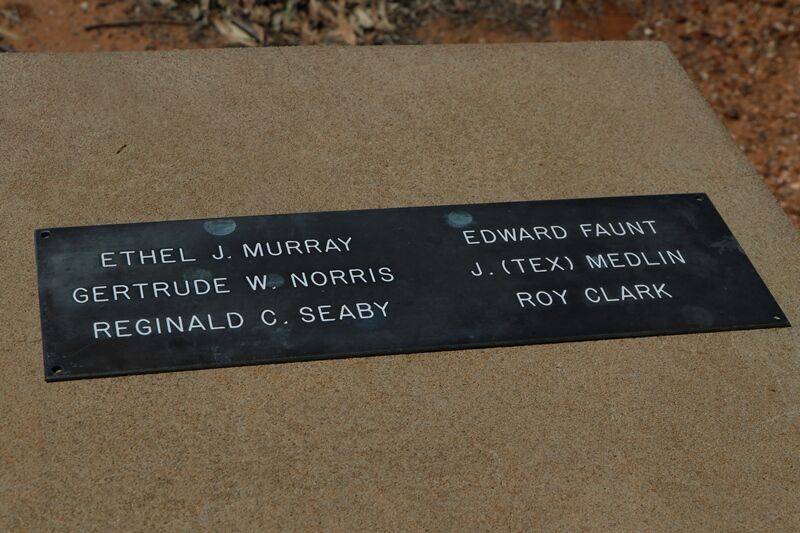 ETHEL J. MURRAY
GERTRUDE W. NORRIS
REGINALD C. SEABY
EDWARD FAUNT
J. (TEX) MEDLIN
ROY CLARK